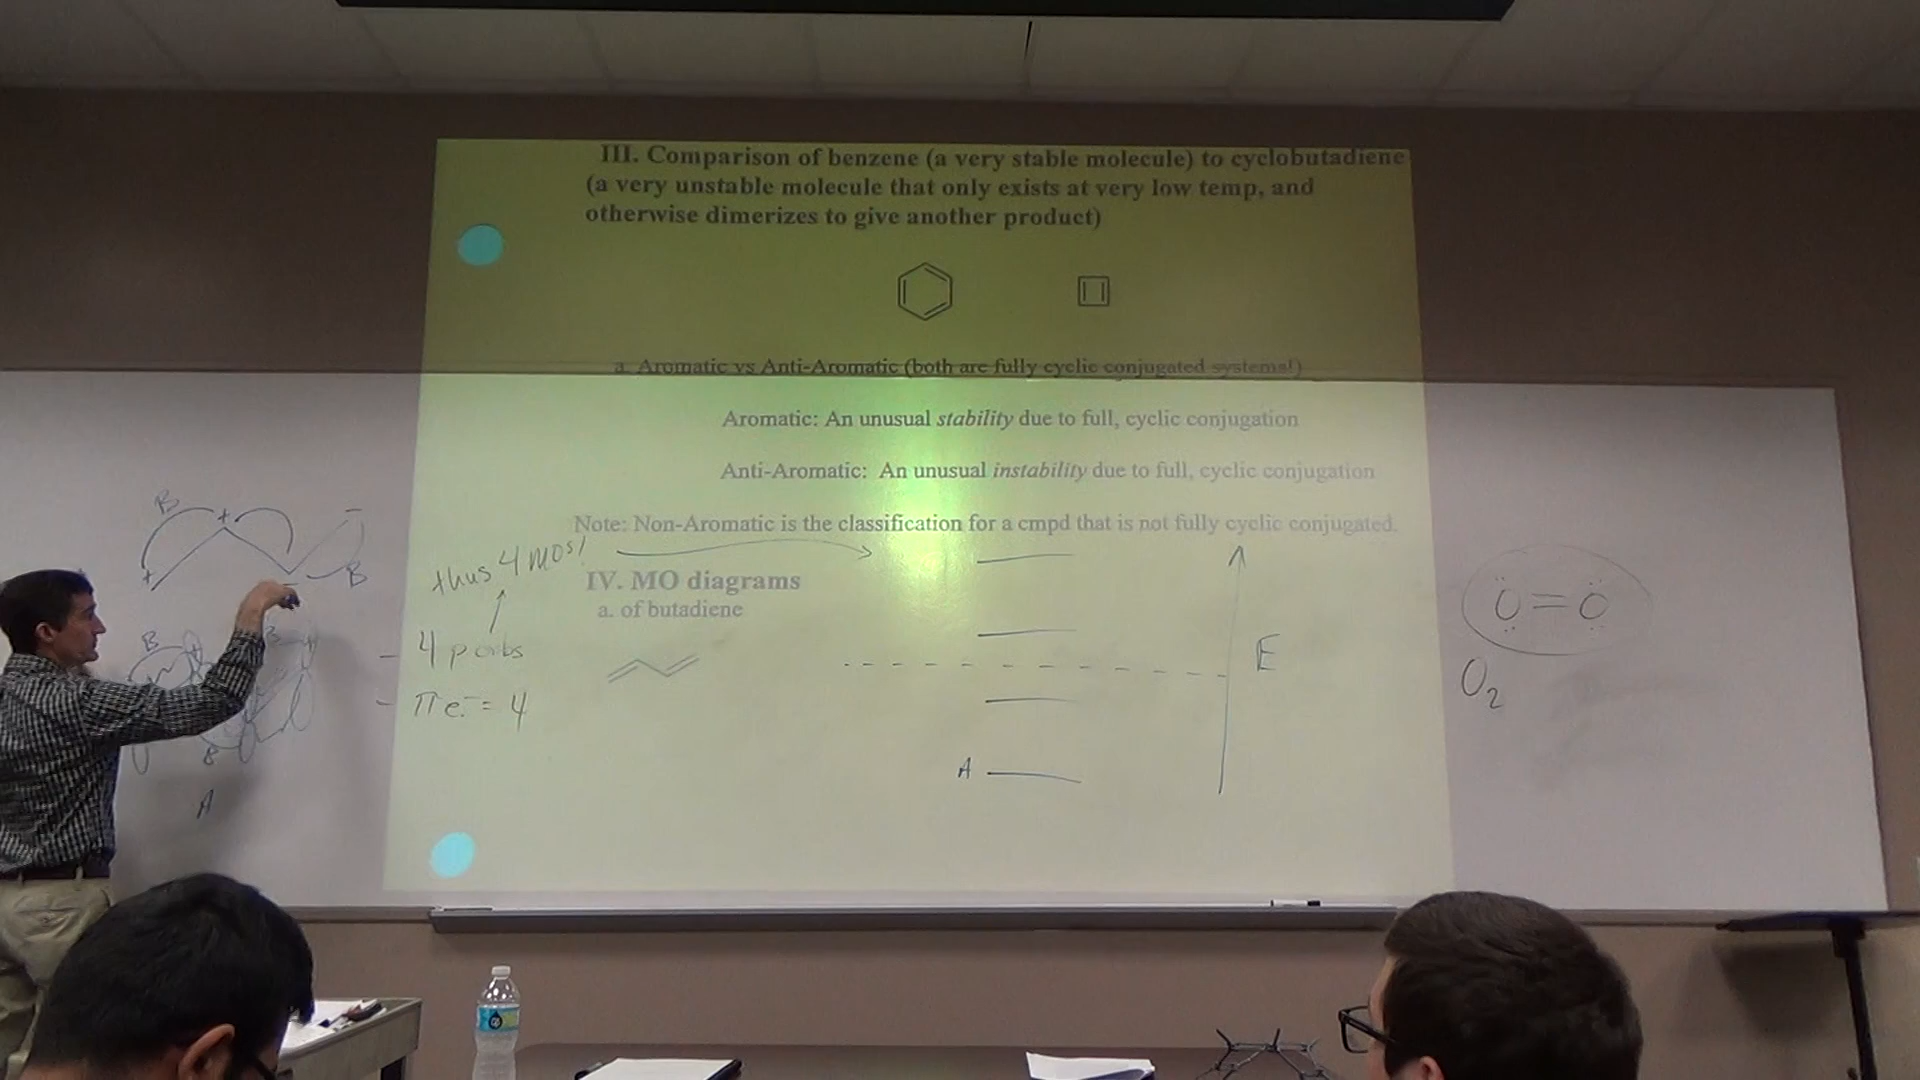 III. Comparison of benzene (a very stable molecule) to cyclobutadiene
(a very unstable molecule that only exists at very low temp, and
otherwise dimerizes to give another product)
a. Aromatic vs Anti-Aromatic (both are fully cyclic conjugated systems!)
Aromatic: An unusual stability due to full, cyclic conjugation
Anti-Aromatic: An unusual instability due to full, cyclic conjugation
Note: Non-Aromatic is the classification for a cmpd that is not fully cyclic conjugated.
thus 4 MOs!
IV. MO diagrams
a. of butadiene
- 4 p orbs
- πe⁻ = 4
B + −
+ − B
B B
B
A
A
E
O=O
O2